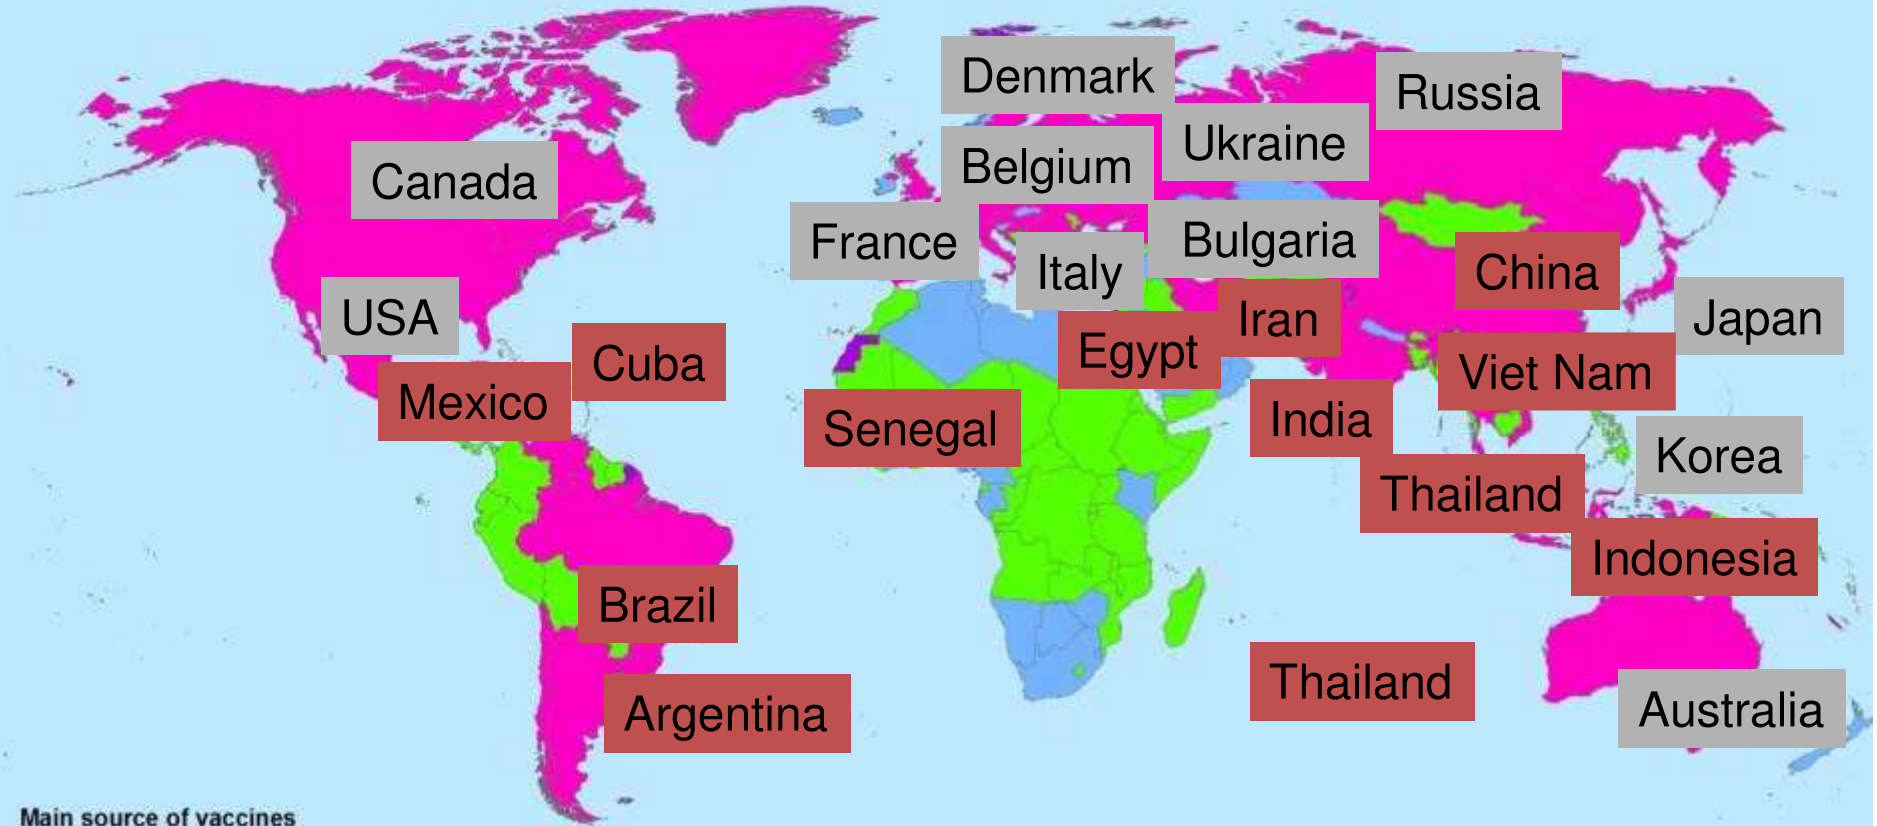 Denmark
Russia
Ukraine
Belgium
Canada
France
Bulgaria
Italy
China
USA
Iran
Japan
Cuba
Egypt
Viet Nam
Mexico
Senegal
India
Korea
Thailand
Indonesia
Brazil
Thailand
Argentina
Australia
Main source of vaccines